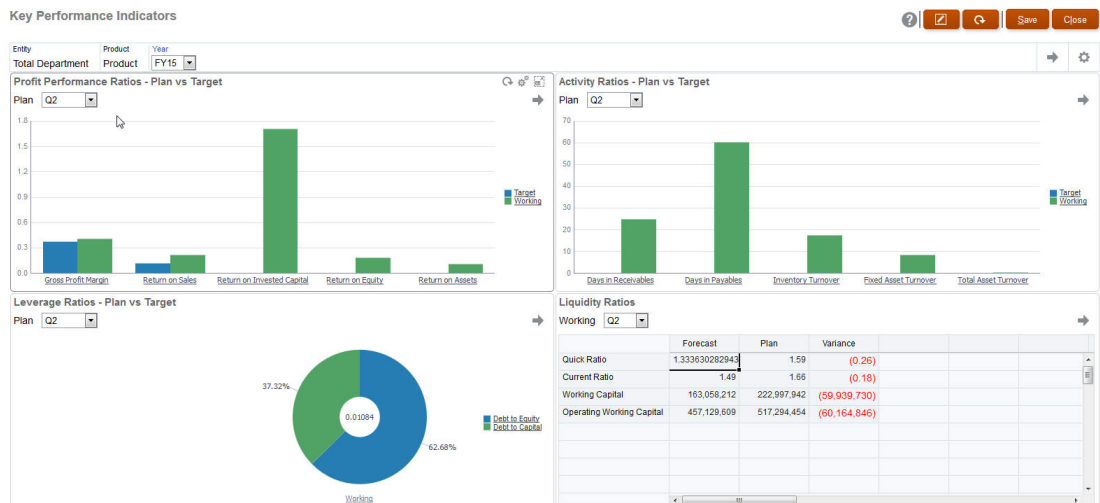 Key Performance Indicators
? Save Close
Entity Product Year
Total Department Product FY15
Profit Performance Ratios - Plan vs Target
Plan Q2
1.8
1.5
1.2
0.9
0.6
0.3
0.0
Gross Profit Margin Return on Sales Return on Invested Capital Return on Equity Return on Assets
Target
Working
Activity Ratios - Plan vs Target
Plan Q2
70
60
50
40
30
20
10
0
Days in Receivables Days in Payables Inventory Turnover Fixed Asset Turnover Total Asset Turnover
Target
Working
Leverage Ratios - Plan vs Target
Plan Q2
37.32%
0.01084
62.68%
Working
Debt to Equity
Debt to Capital
Liquidity Ratios
Working Q2
Forecast Plan Variance
Quick Ratio 1.333630282943 1.59 (0.26)
Current Ratio 1.49 1.66 (0.18)
Working Capital 163,058,212 222,997,942 (59,939,730)
Operating Working Capital 457,129,609 517,294,454 (60,164,846)